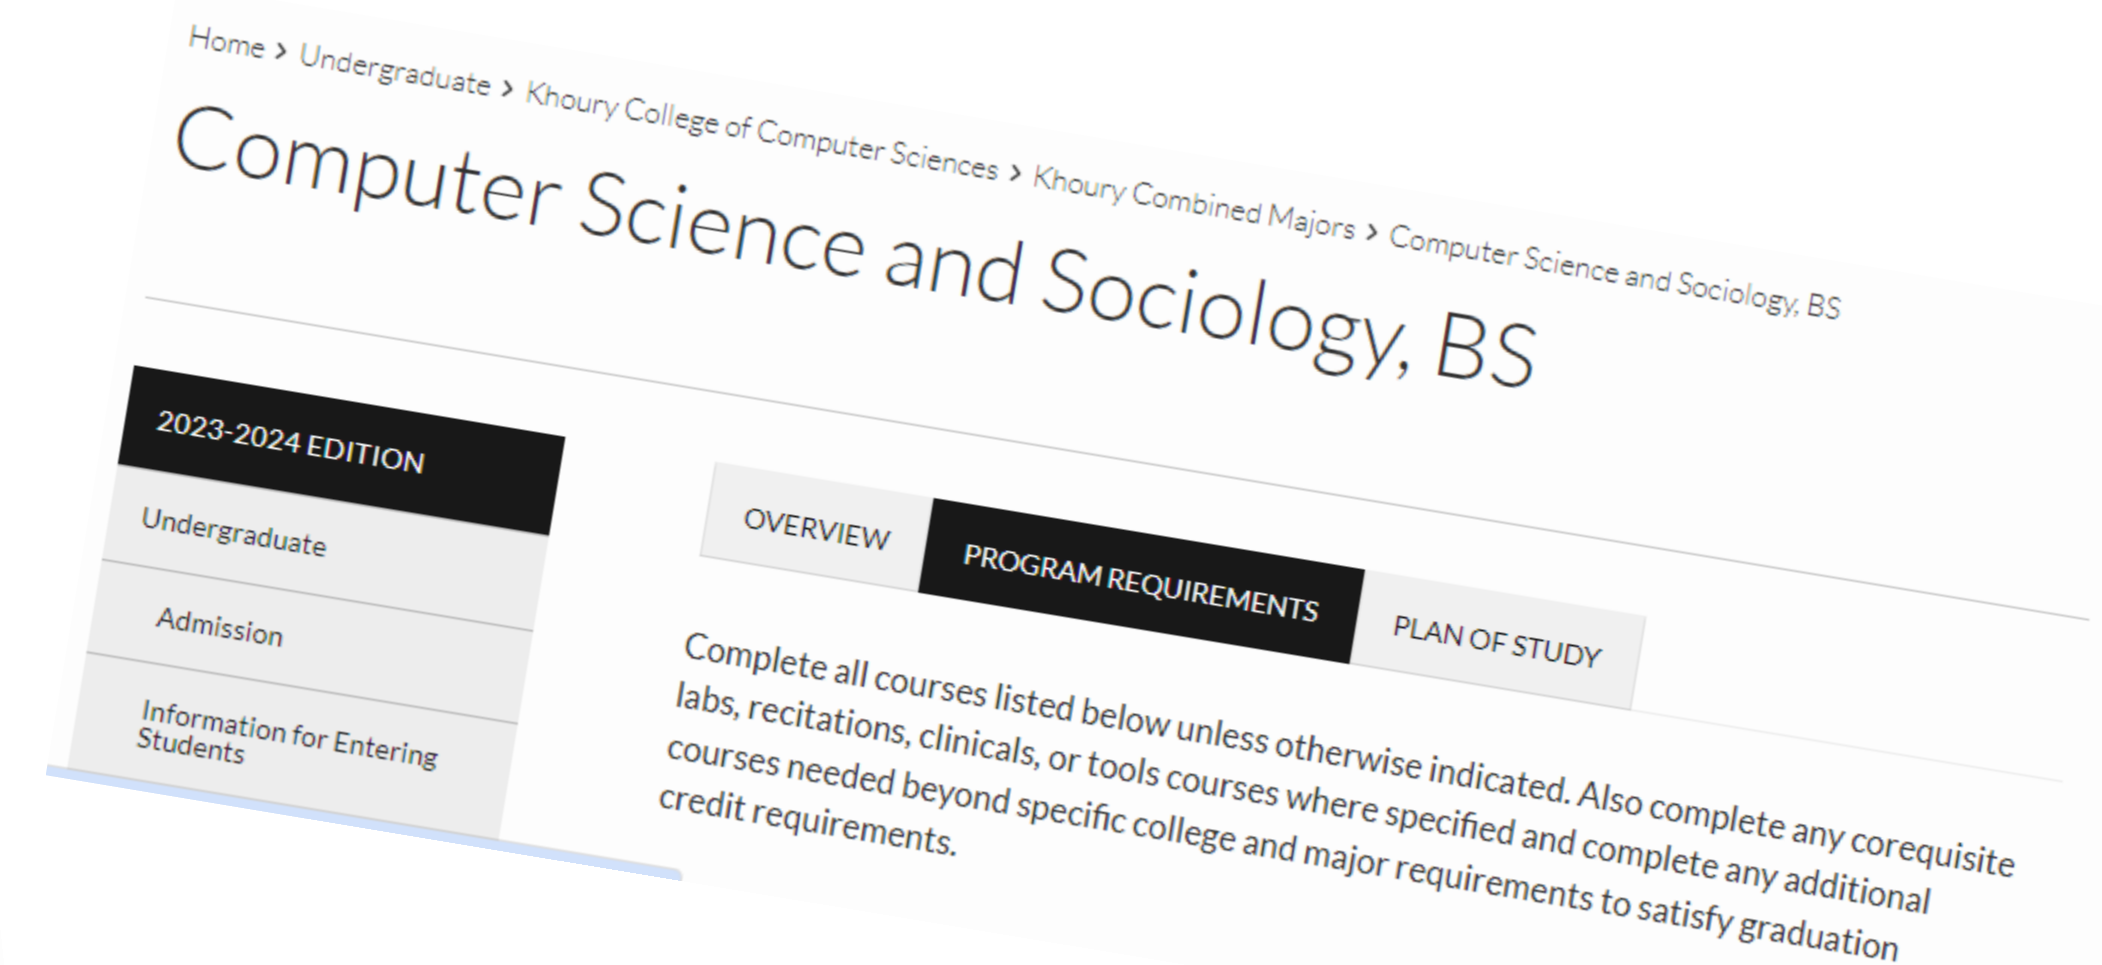 Home > Undergraduate > Khoury College of Computer Sciences > Khoury Combined Majors > Computer Science and Sociology, BS
Computer Science and Sociology, BS
2023-2024 EDITION
Undergraduate
Admission
Information for Entering
Students
OVERVIEW
PROGRAM REQUIREMENTS
PLAN OF STUDY
Complete all courses listed below unless otherwise indicated. Also complete any corequisite
labs, recitations, clinicals, or tools courses where specified and complete any additional
courses needed beyond specific college and major requirements to satisfy graduation
credit requirements.